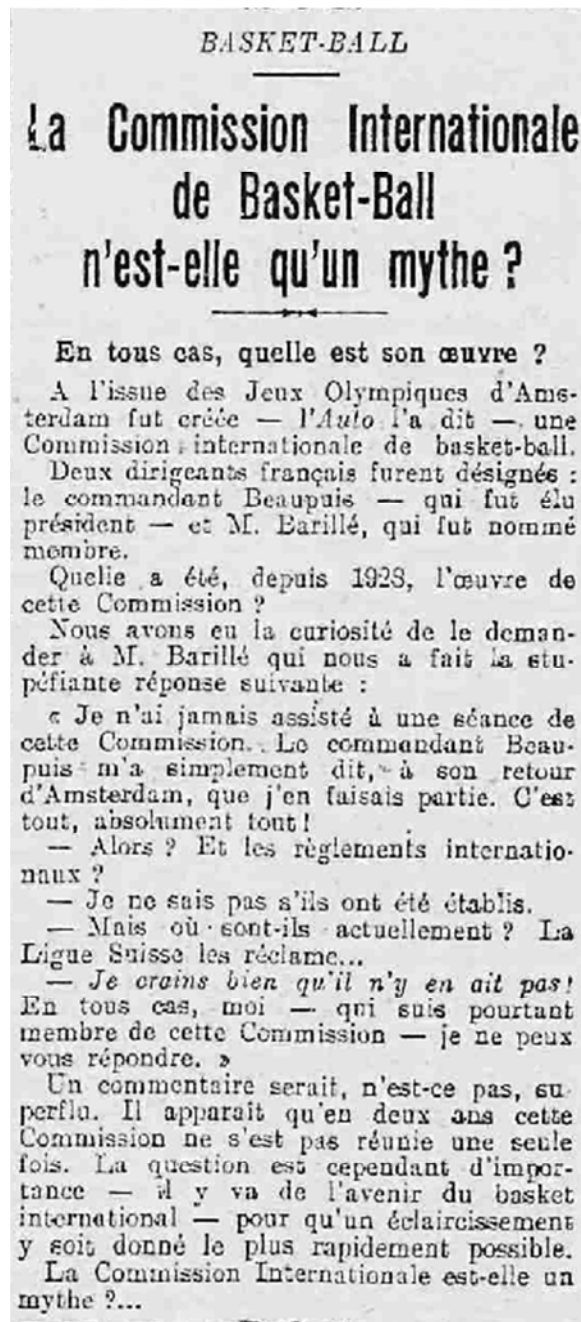 BASKET-BALL
La Commission Internationale
de Basket-Ball
n'est-elle qu'un mythe ?
En tous cas, quelle est son œuvre ?
A l'issue des Jeux Olympiques d'Ams-
terdam fut créée — l'Auto l'a dit — une
Commission internationale de basket-ball.
Deux dirigeants français furent désignés :
le commandant Beaupuis — qui fut élu
président — et M. Barillé, qui fut nommé
membre.
Quelle a été, depuis 1928, l'œuvre de
cette Commission ?
Nous avons eu la curiosité de le deman-
der à M. Barillé qui nous a fait la stu-
péfiante réponse suivante :
« Je n'ai jamais assisté à une séance de
cette Commission. Le commandant Beau-
puis m'a simplement dit, à son retour
d'Amsterdam, que j'en faisais partie. C'est
tout, absolument tout !
— Alors ? Et les règlements internatio-
naux ?
— Je ne sais pas s'ils ont été établis.
— Mais où sont-ils actuellement ? La
Ligue Suisse les réclame...
— Je crains bien qu'il n'y en ait pas !
En tous cas, moi — qui suis pourtant
membre de cette Commission — je ne peux
vous répondre. »
Un commentaire serait, n'est-ce pas, su-
perflu. Il apparait qu'en deux ans cette
Commission ne s'est pas réunie une seule
fois. La question est cependant d'impor-
tance — il y va de l'avenir du basket
international — pour qu'un éclaircissement
y soit donné le plus rapidement possible.
La Commission Internationale est-elle un
mythe ?...